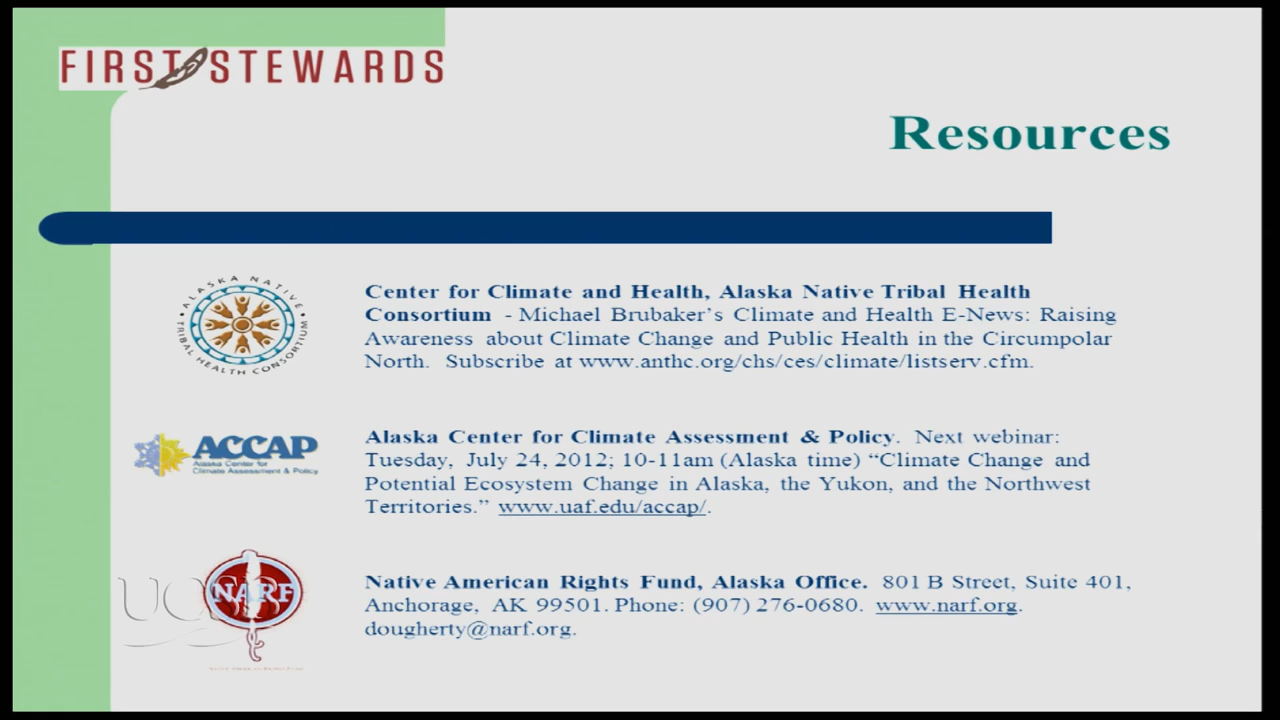 FIRST STEWARDS
Resources
ALASKA NATIVE
TRIBAL HEALTH CONSORTIUM
Center for Climate and Health, Alaska Native Tribal Health
Consortium - Michael Brubaker's Climate and Health E-News: Raising
Awareness about Climate Change and Public Health in the Circumpolar
North. Subscribe at www.anthc.org/chs/ces/climate/listserv.cfm.
ACCAP
Alaska Center for
Climate Assessment & Policy
Alaska Center for Climate Assessment & Policy. Next webinar:
Tuesday, July 24, 2012; 10-11am (Alaska time) “Climate Change and
Potential Ecosystem Change in Alaska, the Yukon, and the Northwest
Territories.” www.uaf.edu/accap/.
NARF
Native American Rights Fund, Alaska Office. 801 B Street, Suite 401,
Anchorage, AK 99501. Phone: (907) 276-0680. www.narf.org.
dougherty@narf.org.